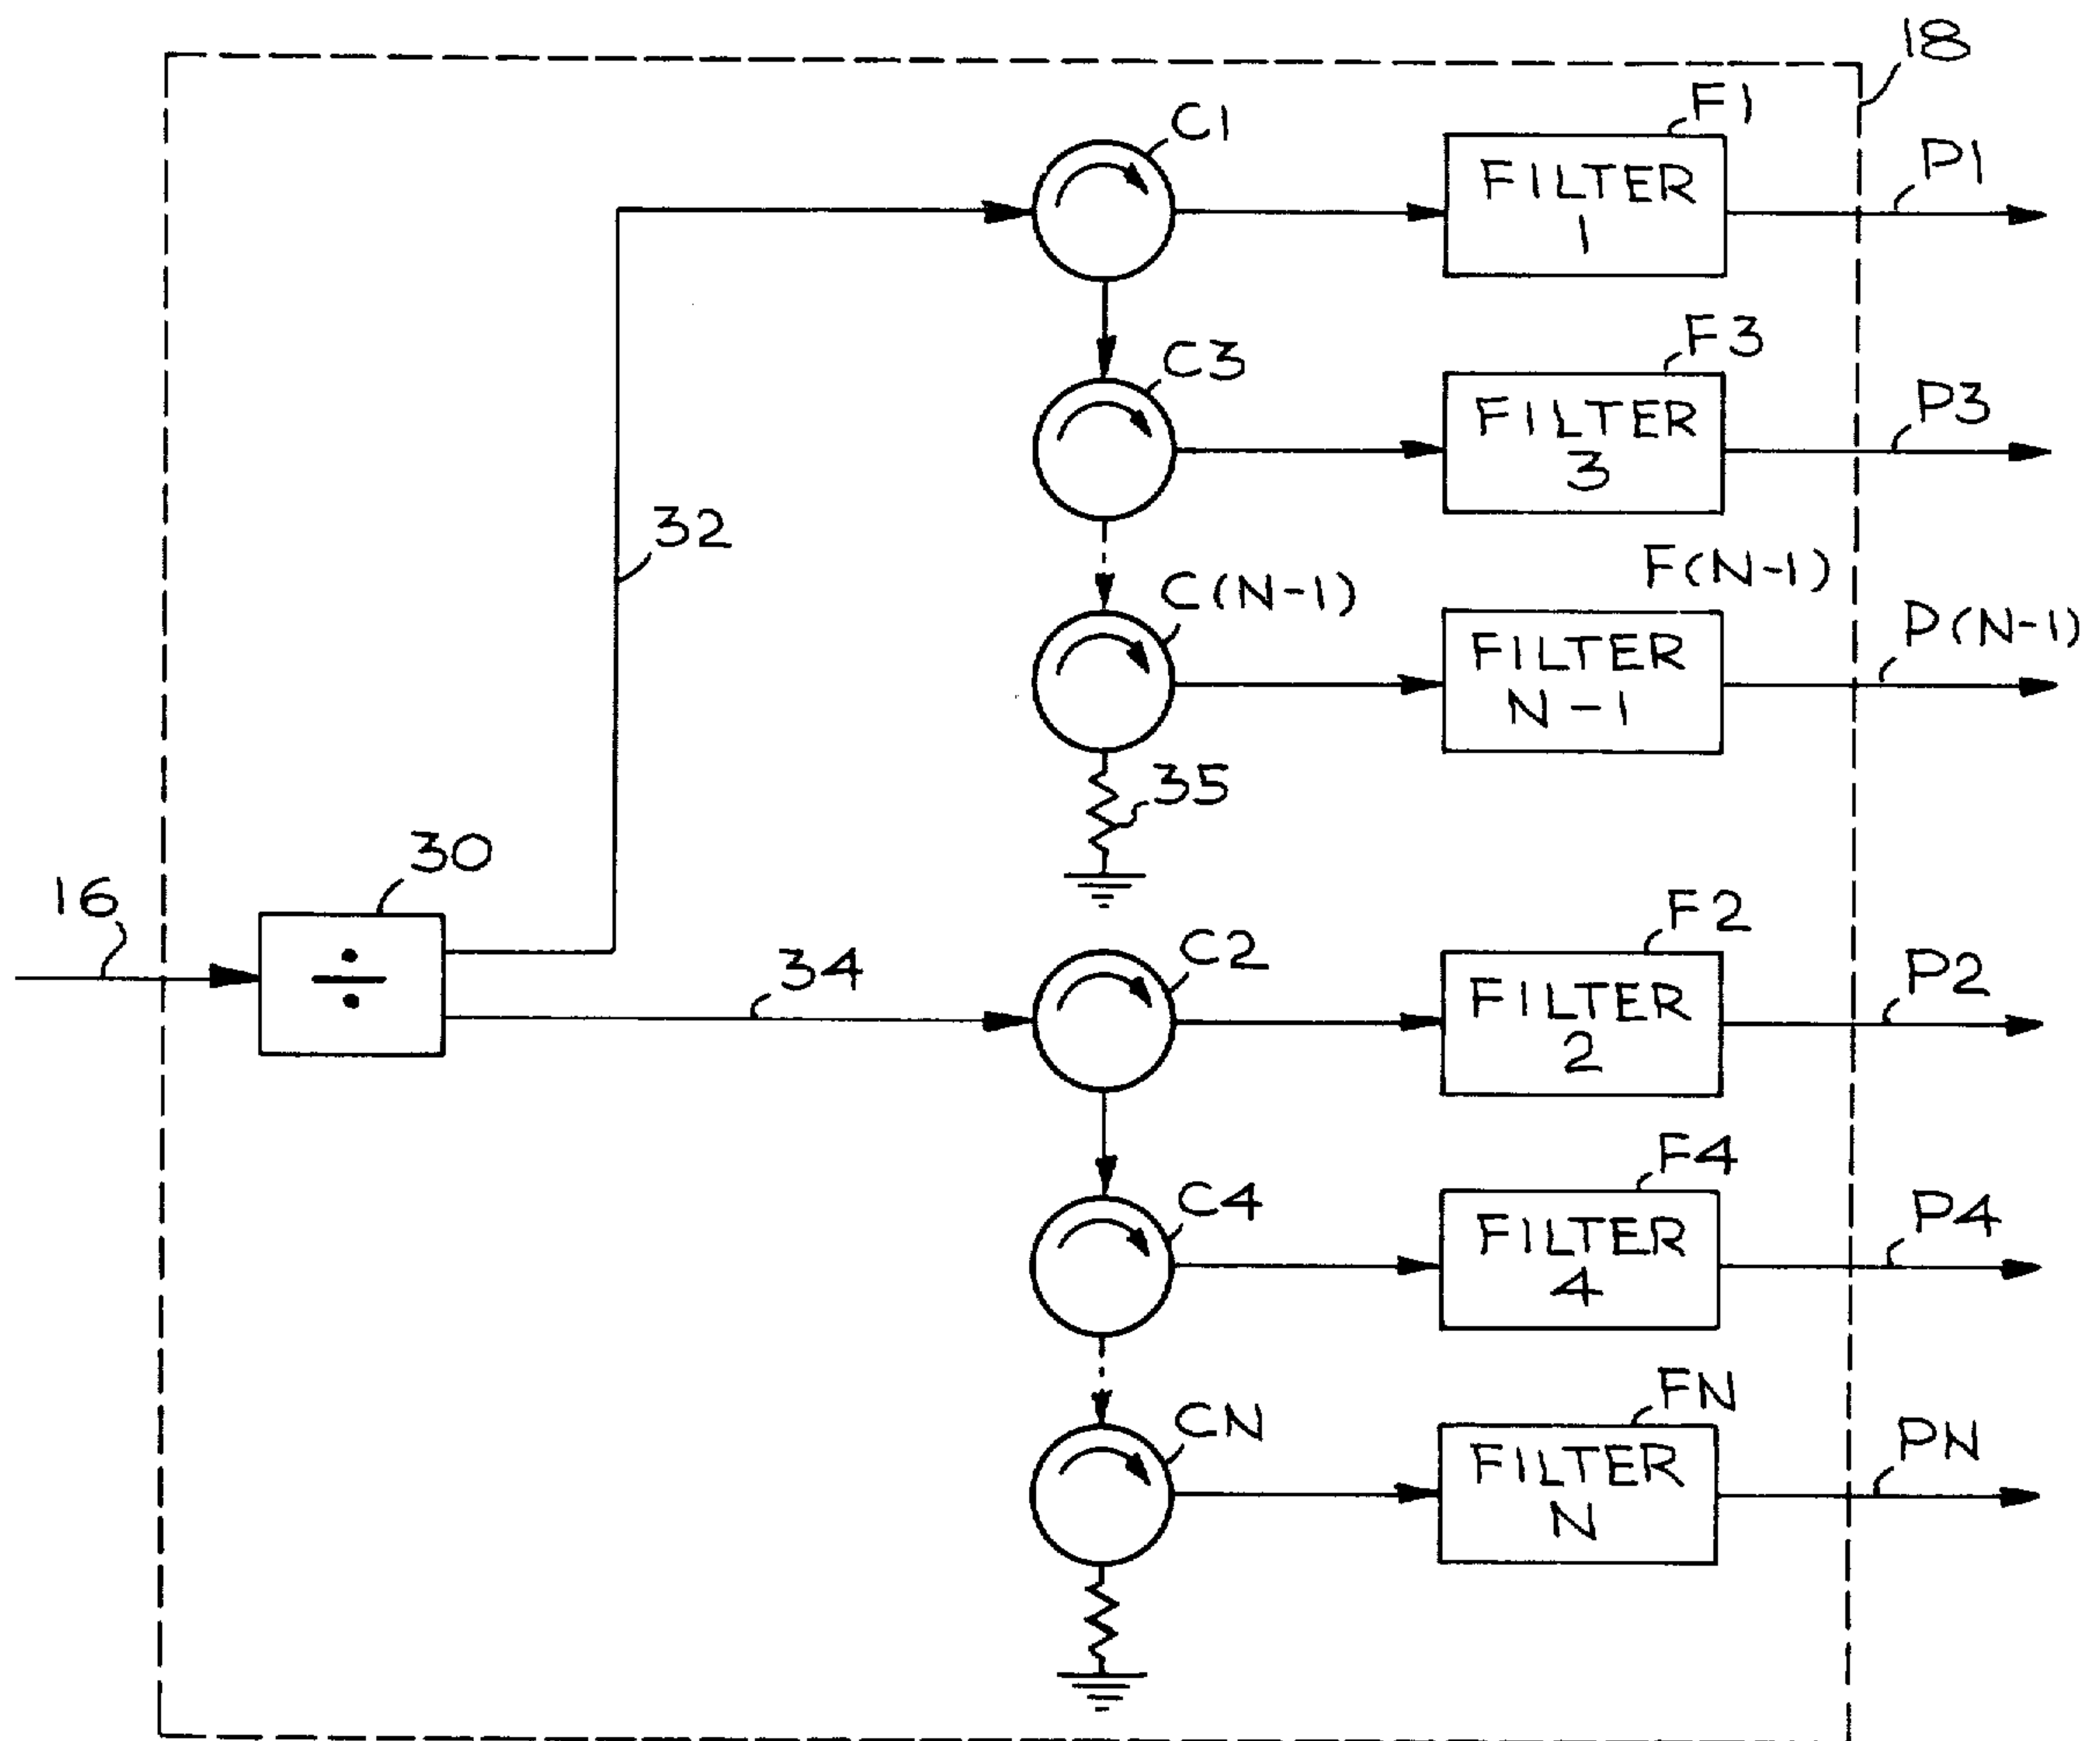 18
C1
F1
FILTER
1
P1
C3
F3
FILTER
3
P3
32
C(N-1)
F(N-1)
FILTER
N-1
P(N-1)
35
16
30
÷
34
C2
F2
FILTER
2
P2
C4
F4
FILTER
4
P4
CN
FN
FILTER
N
PN